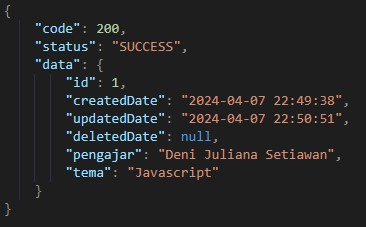 {
"code": 200,
"status": "SUCCESS",
"data": {
"id": 1,
"createdDate": "2024-04-07 22:49:38",
"updatedDate": "2024-04-07 22:50:51",
"deletedDate": null,
"pengajar": "Deni Juliana Setiawan",
"tema": "Javascript"
}
}